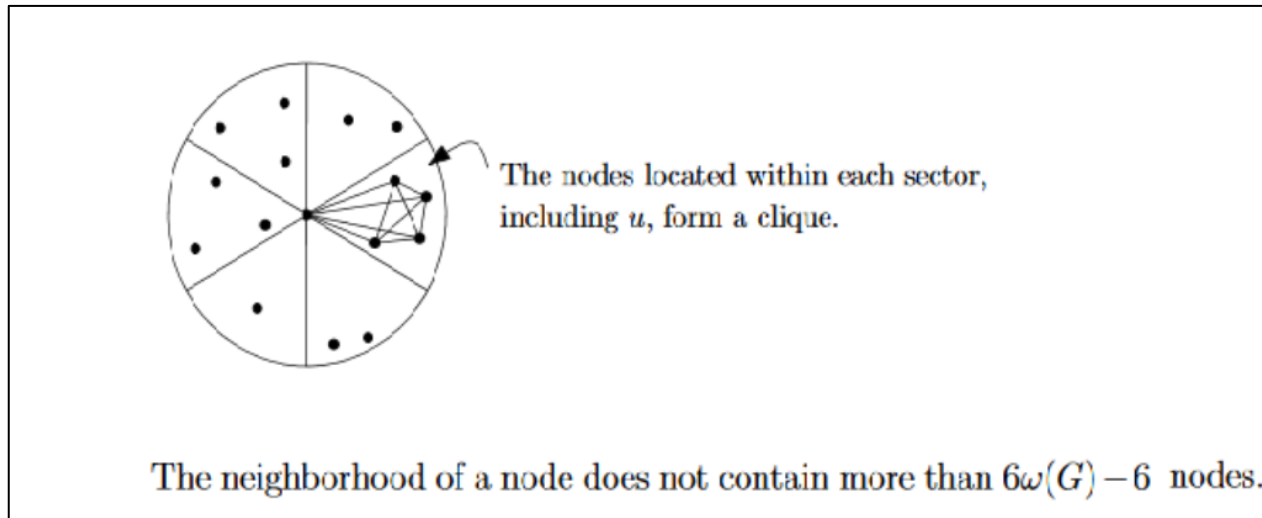 The nodes located within each sector,
including u, form a clique.
The neighborhood of a node does not contain more than 6ω(G) − 6 nodes.